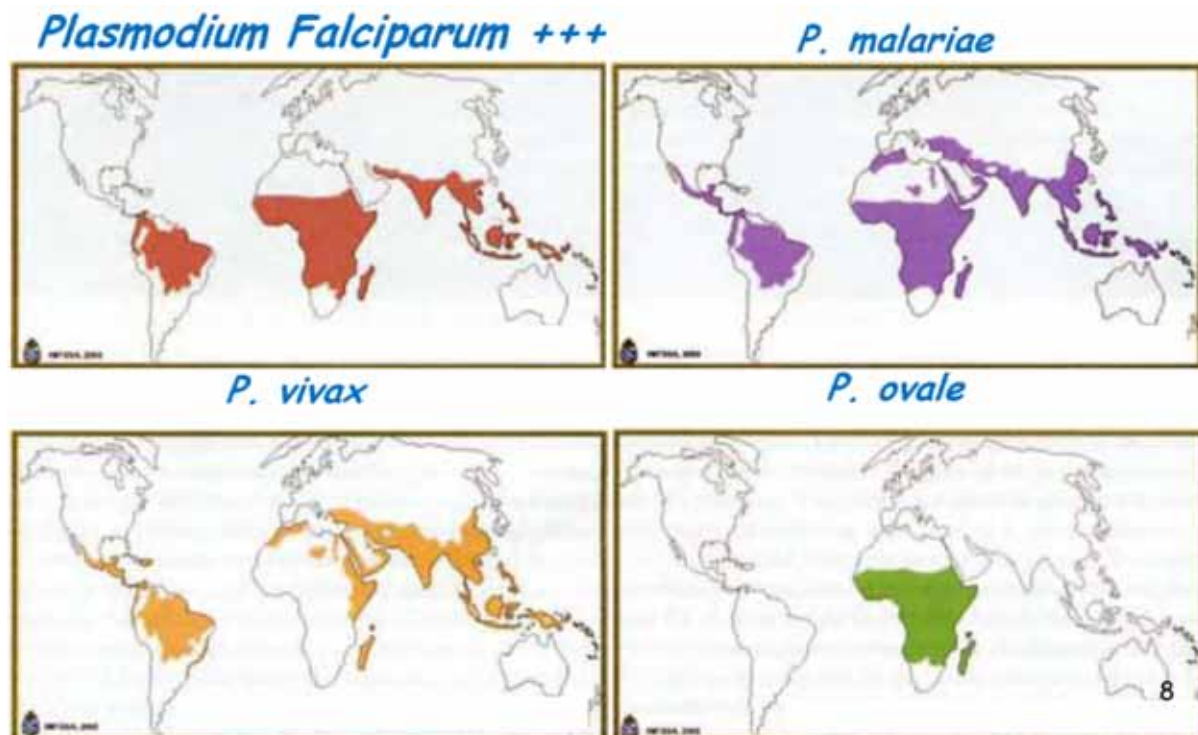 Plasmodium Falciparum +++
P. malariae
P. vivax
P. ovale
8